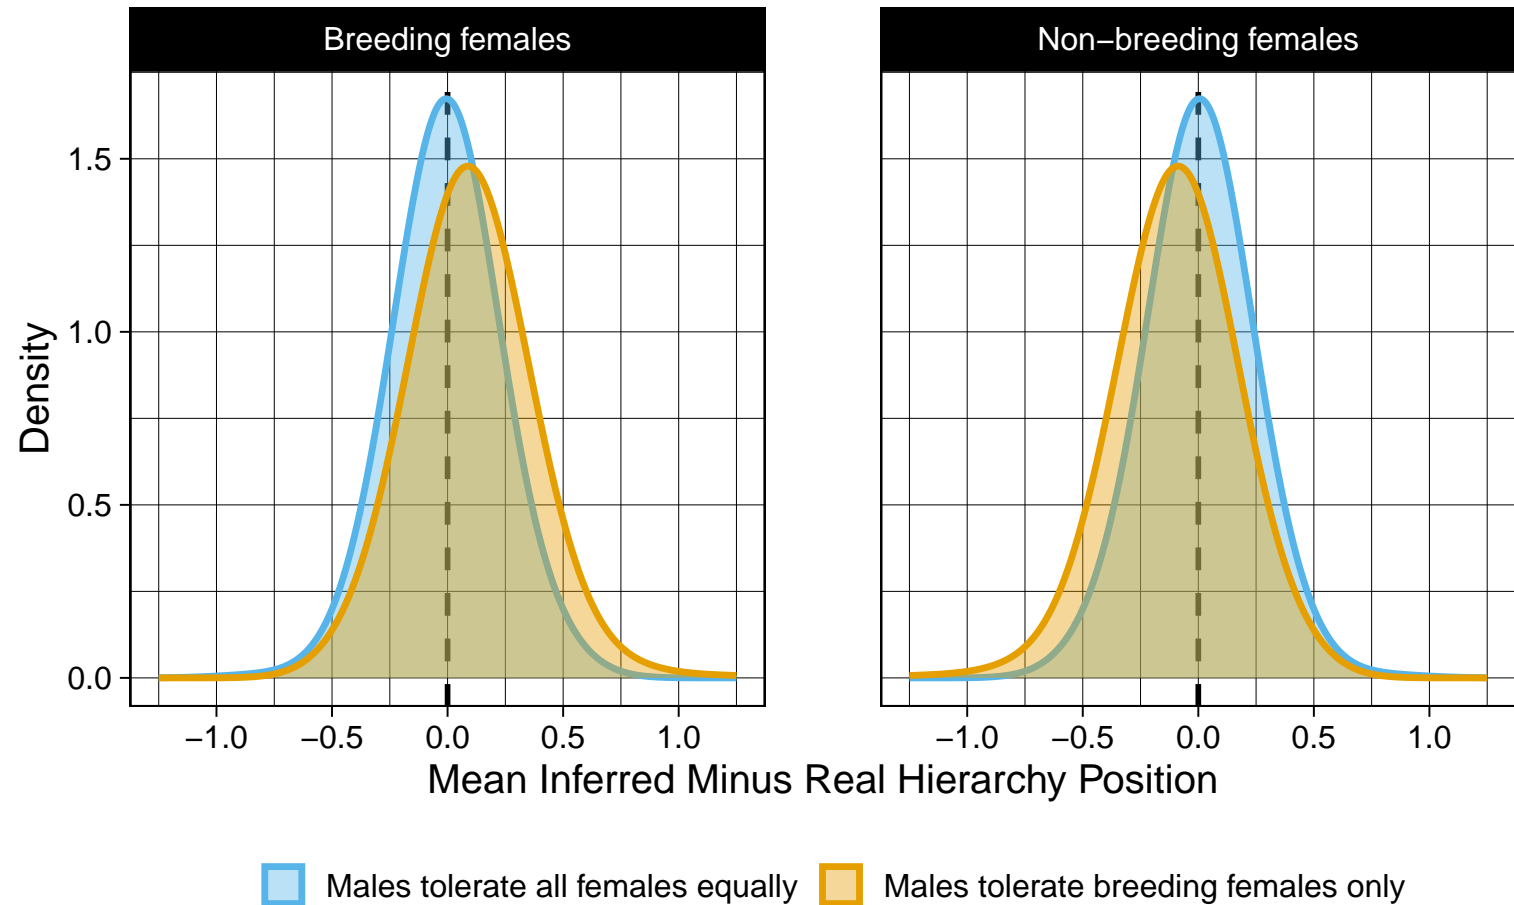 Breeding females
Non−breeding females
Density
1.5
1.0
0.5
0.0
−1.0 −0.5 0.0 0.5 1.0
−1.0 −0.5 0.0 0.5 1.0
Mean Inferred Minus Real Hierarchy Position
Males tolerate all females equally
Males tolerate breeding females only